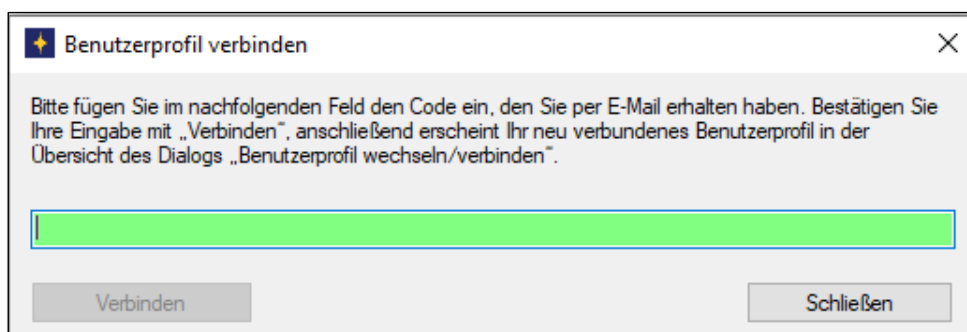 Benutzerprofil verbinden
Bitte fügen Sie im nachfolgenden Feld den Code ein, den Sie per E-Mail erhalten haben. Bestätigen Sie
Ihre Eingabe mit „Verbinden“, anschließend erscheint Ihr neu verbundenes Benutzerprofil in der
Übersicht des Dialogs „Benutzerprofil wechseln/verbinden“.
Verbinden
Schließen